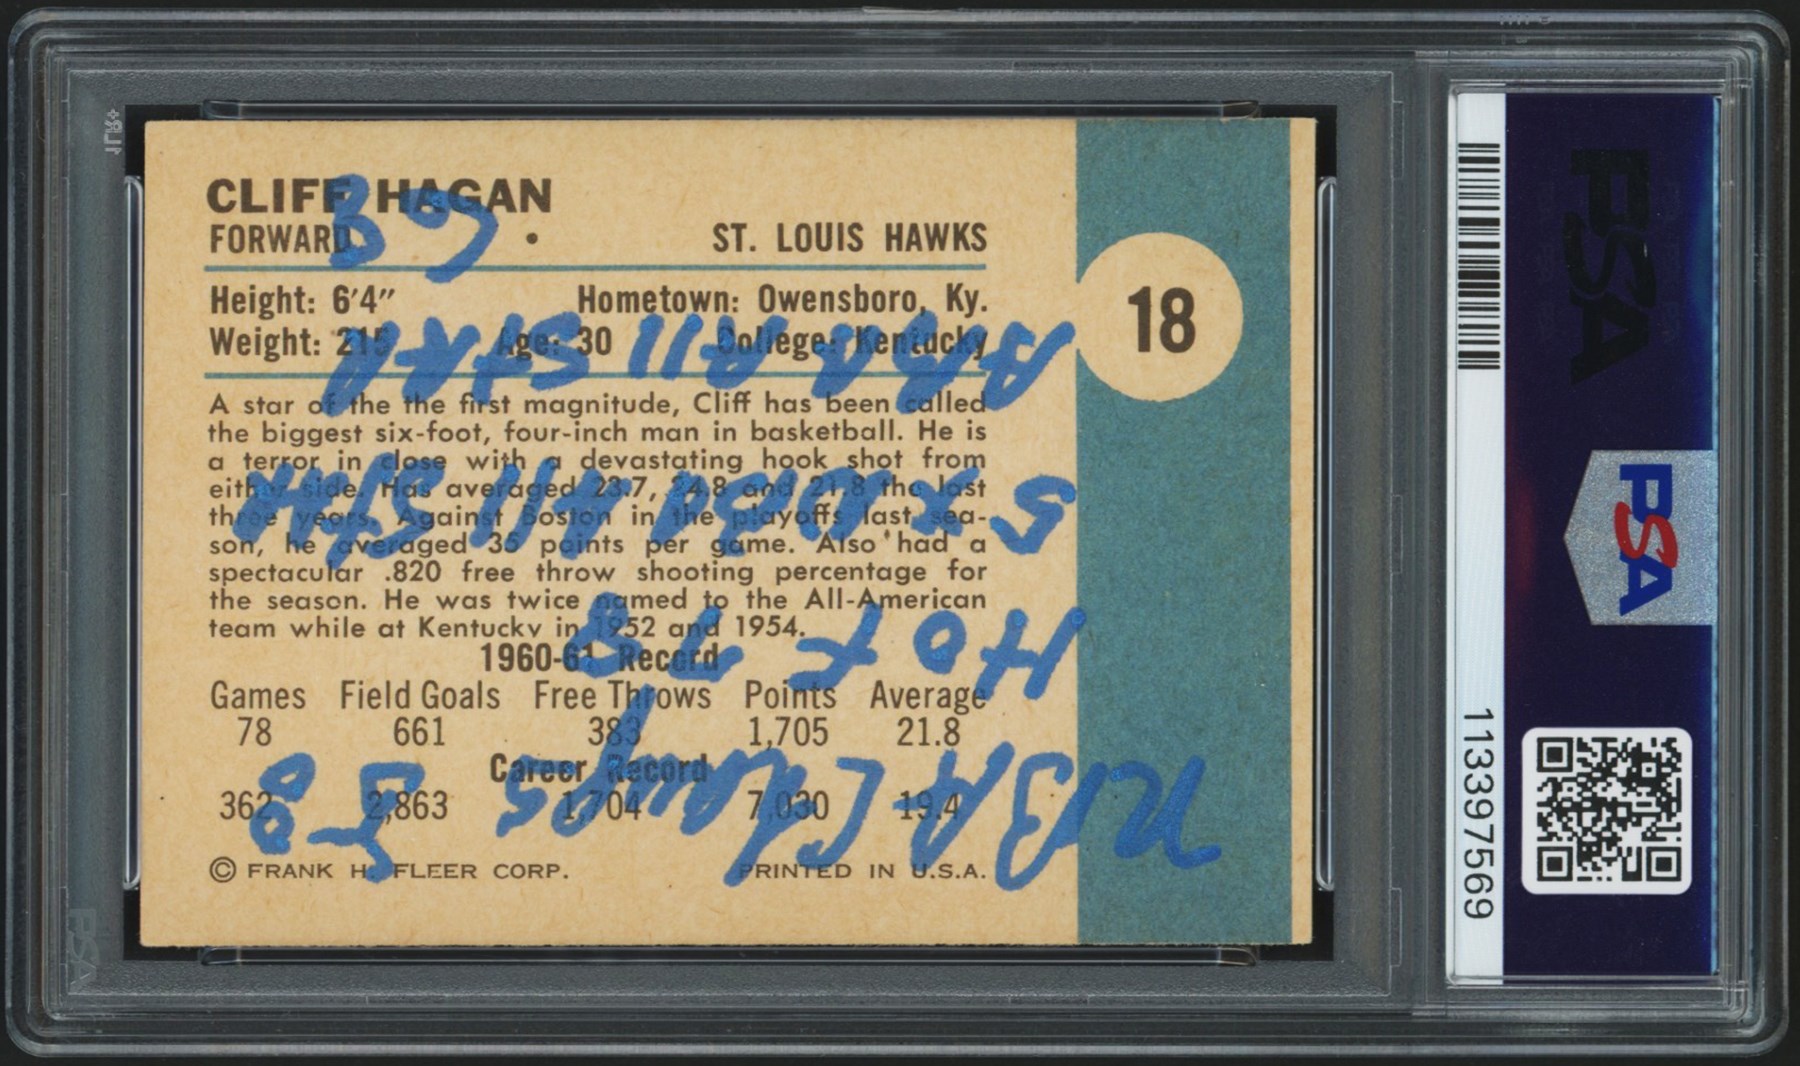 CLIFF HAGAN
FORWARD • ST. LOUIS HAWKS
Height: 6'4" Hometown: Owensboro, Ky.
Weight: 215 Age: 30 College: Kentucky
18
A star of the the first magnitude, Cliff has been called
the biggest six-foot, four-inch man in basketball. He is
a terror in close with a devastating hook shot from
either side. Has averaged 23.7, 24.8 and 21.8 the last
three years. Against Boston in the playoffs last sea-
son, he averaged 35 points per game. Also had a
spectacular .820 free throw shooting percentage for
the season. He was twice named to the All-American
team while at Kentucky in 1952 and 1954.
1960-61 Record
Games Field Goals Free Throws Points Average
78 661 383 1,705 21.8
Career Record
362 2,863 1,704 7,030 19.4
© FRANK H. FLEER CORP. PRINTED IN U.S.A.
NBA Champs
58
HOF 78
5X NBA All Star
ABA All Star
68
PSA
PSA
113397569